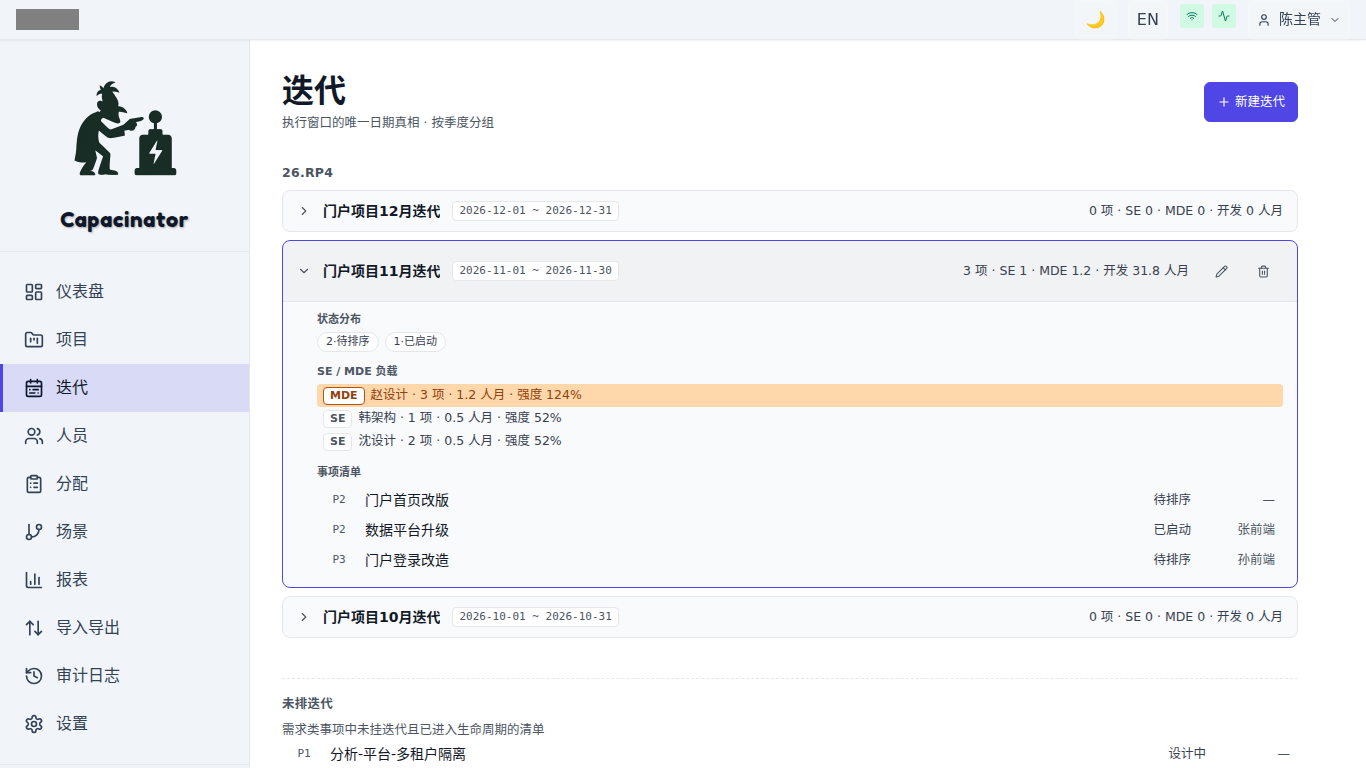 EN
陈主管
Capacinator
仪表盘
项目
迭代
人员
分配
场景
报表
导入导出
审计日志
设置
迭代
执行窗口的唯一日期真相 · 按季度分组
新建迭代
26.RP4
门户项目12月迭代 2026-12-01 ~ 2026-12-31 0 项 · SE 0 · MDE 0 · 开发 0 人月
门户项目11月迭代 2026-11-01 ~ 2026-11-30 3 项 · SE 1 · MDE 1.2 · 开发 31.8 人月
状态分布
2·待排序 1·已启动
SE / MDE 负载
MDE 赵设计 · 3 项 · 1.2 人月 · 强度 124%
SE 韩架构 · 1 项 · 0.5 人月 · 强度 52%
SE 沈设计 · 2 项 · 0.5 人月 · 强度 52%
事项清单
P2 门户首页改版 待排序 —
P2 数据平台升级 已启动 张前端
P3 门户登录改造 待排序 孙前端
门户项目10月迭代 2026-10-01 ~ 2026-10-31 0 项 · SE 0 · MDE 0 · 开发 0 人月
未排迭代
需求类事项中未挂迭代且已进入生命周期的清单
P1 分析-平台-多租户隔离 设计中 —